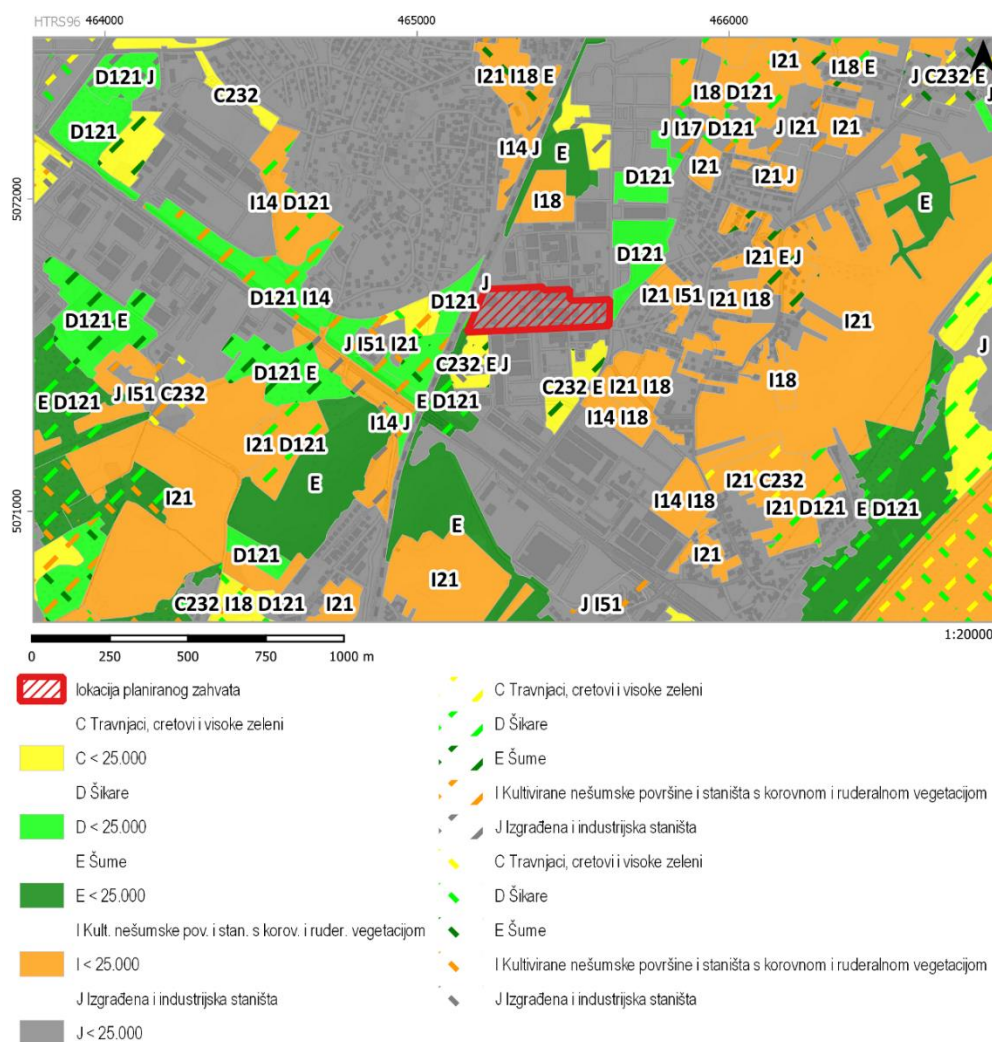 HTRS96 464000 465000 466000
D121 J
C232
I21 I18 E
I21
I18 E
J C232 E
J
D121
I18 D121
J I17 D121
J I21
I21
I14 J
E
I21
I21 J
D121
5072000
I14 D121
I18
E
D121
I21 E J
D121 E
D121 I14
D121
J
I21 I51
I21 I18
I21
J I51 I21
J
D121 E
C232 E J
I18
J I51 C232
C232 E
I21 I18
E D121
E D121
I14 J
I14 I18
I21 D121
I21
E
I21 C232
I14 I18
I21 D121
E D121
5071000
E
D121
I21
I21
C232 I18 D121
I21
J I51
0 250 500 750 1000 m
1:20000
lokacija planiranog zahvata
C Travnjaci, cretovi i visoke zeleni
C < 25.000
D Šikare
D < 25.000
E Šume
E < 25.000
I Kult. nešumske pov. i stan. s korov. i ruder. vegetacijom
I < 25.000
J Izgrađena i industrijska staništa
J < 25.000
C Travnjaci, cretovi i visoke zeleni
D Šikare
E Šume
I Kultivirane nešumske površine i staništa s korovnom i ruderalnom vegetacijom
J Izgrađena i industrijska staništa
C Travnjaci, cretovi i visoke zeleni
D Šikare
E Šume
I Kultivirane nešumske površine i staništa s korovnom i ruderalnom vegetacijom
J Izgrađena i industrijska staništa